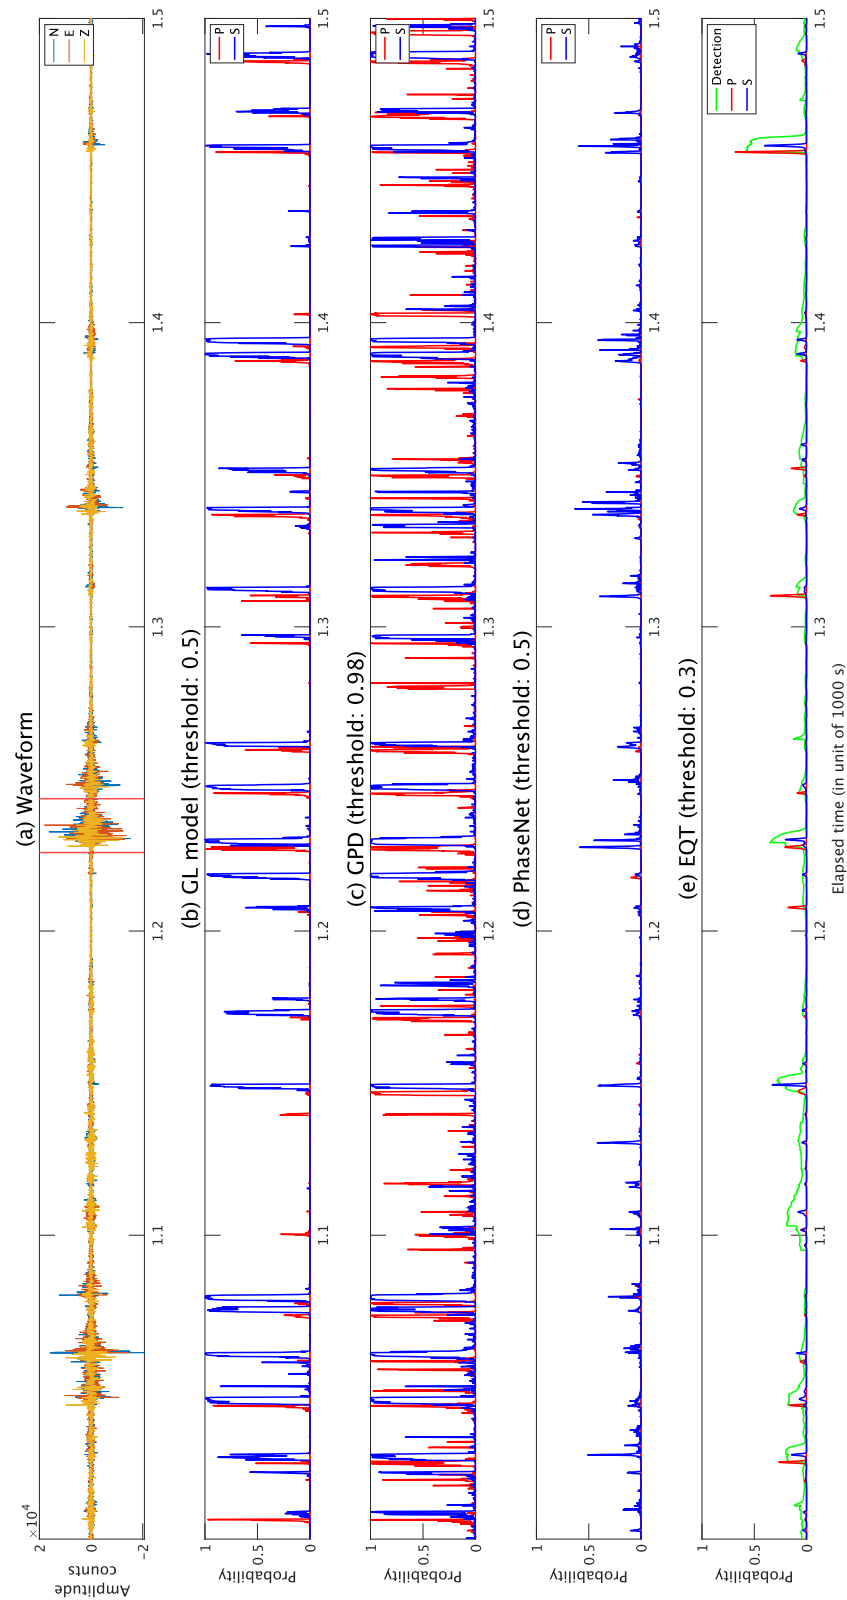 (a) Waveform
×10⁴
2
0
-2
Amplitude
counts
N
E
Z
1.1
1.2
1.3
1.4
1.5
(b) GL model (threshold: 0.5)
1
0.5
0
Probability
P
S
1.1
1.2
1.3
1.4
1.5
(c) GPD (threshold: 0.98)
1
0.5
0
Probability
P
S
1.1
1.2
1.3
1.4
1.5
(d) PhaseNet (threshold: 0.5)
1
0.5
0
Probability
P
S
1.1
1.2
1.3
1.4
1.5
(e) EQT (threshold: 0.3)
1
0.5
0
Probability
Detection
P
S
1.1
1.2
1.3
1.4
1.5
Elapsed time (in unit of 1000 s)